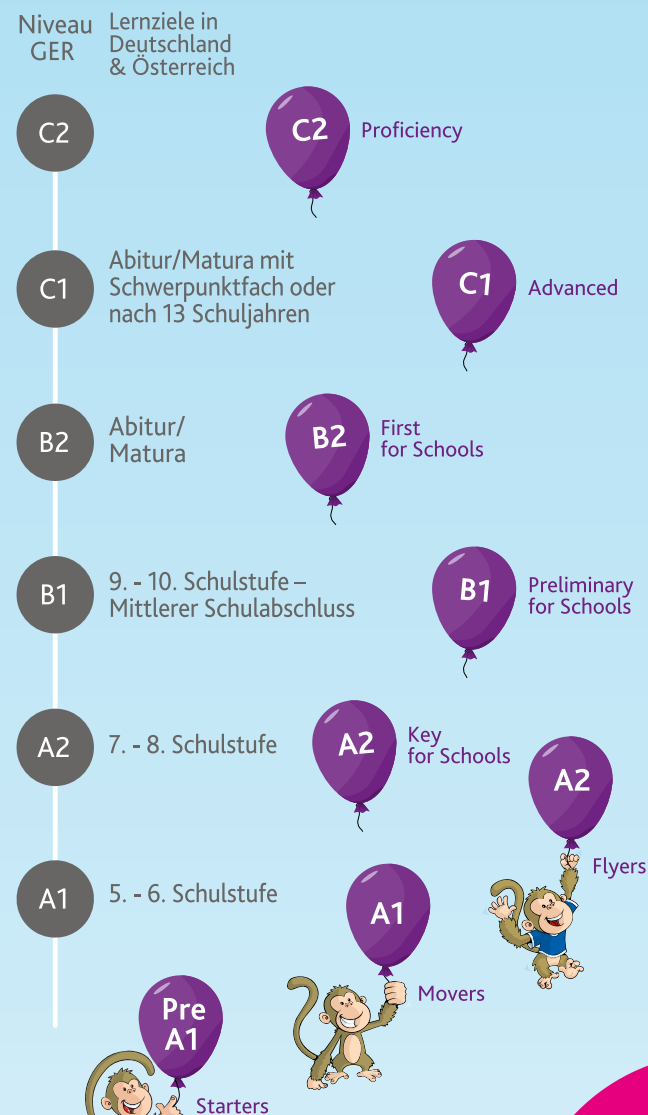 Niveau
GER
Lernziele in
Deutschland
& Österreich
C2
C2
Proficiency
C1
Abitur/Matura mit
Schwerpunktfach oder
nach 13 Schuljahren
C1
Advanced
B2
Abitur/
Matura
B2
First
for Schools
B1
9. - 10. Schulstufe –
Mittlerer Schulabschluss
B1
Preliminary
for Schools
A2
7. - 8. Schulstufe
A2
Key
for Schools
A2
Flyers
A1
5. - 6. Schulstufe
A1
Movers
Pre
A1
Starters